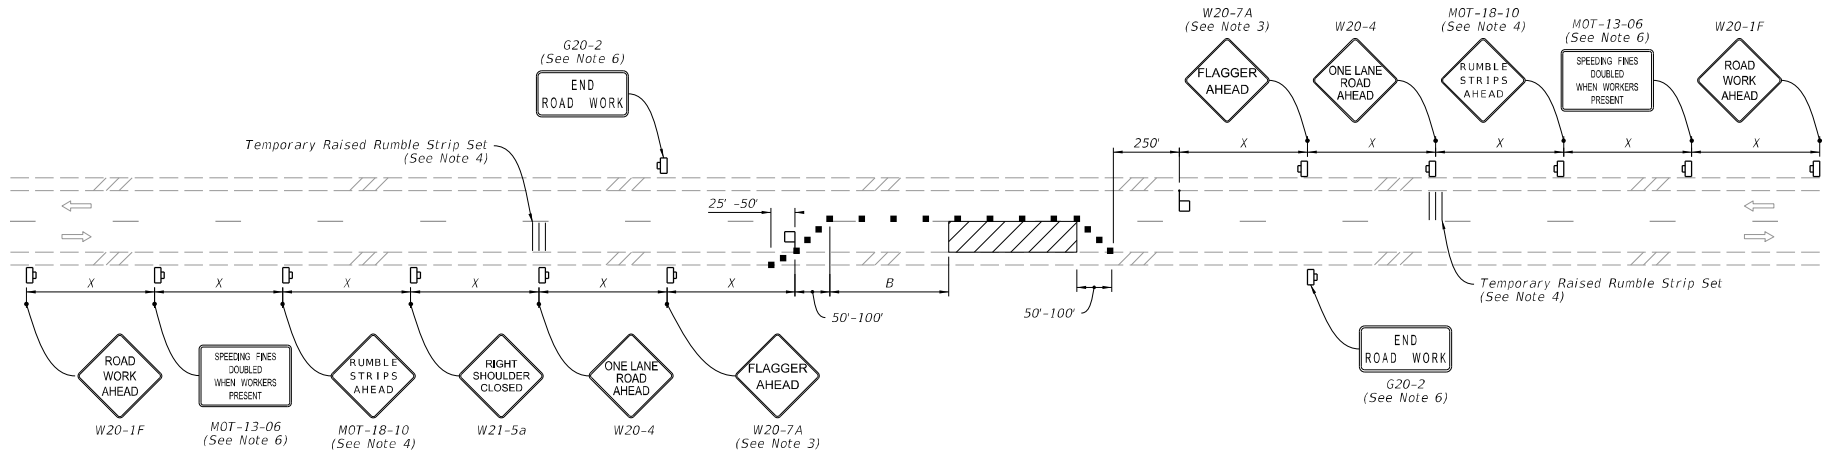 W20-7A
(See Note 3)
W20-4
MOT-18-10
(See Note 4)
MOT-13-06
(See Note 6)
W20-1F
G20-2
(See Note 6)
END
ROAD WORK
FLAGGER
AHEAD
ONE LANE
ROAD
AHEAD
RUMBLE
STRIPS
AHEAD
SPEEDING FINES
DOUBLED
WHEN WORKERS
PRESENT
ROAD
WORK
AHEAD
Temporary Raised Rumble Strip Set
(See Note 4)
250'
X
X
X
X
X
25' -50'
X
X
X
X
X
X
B
50'-100'
50'-100'
Temporary Raised Rumble Strip Set
(See Note 4)
ROAD
WORK
AHEAD
W20-1F
SPEEDING FINES
DOUBLED
WHEN WORKERS
PRESENT
MOT-13-06
(See Note 6)
RUMBLE
STRIPS
AHEAD
MOT-18-10
(See Note 4)
RIGHT
SHOULDER
CLOSED
W21-5a
ONE LANE
ROAD
AHEAD
W20-4
FLAGGER
AHEAD
W20-7A
(See Note 3)
END
ROAD WORK
G20-2
(See Note 6)